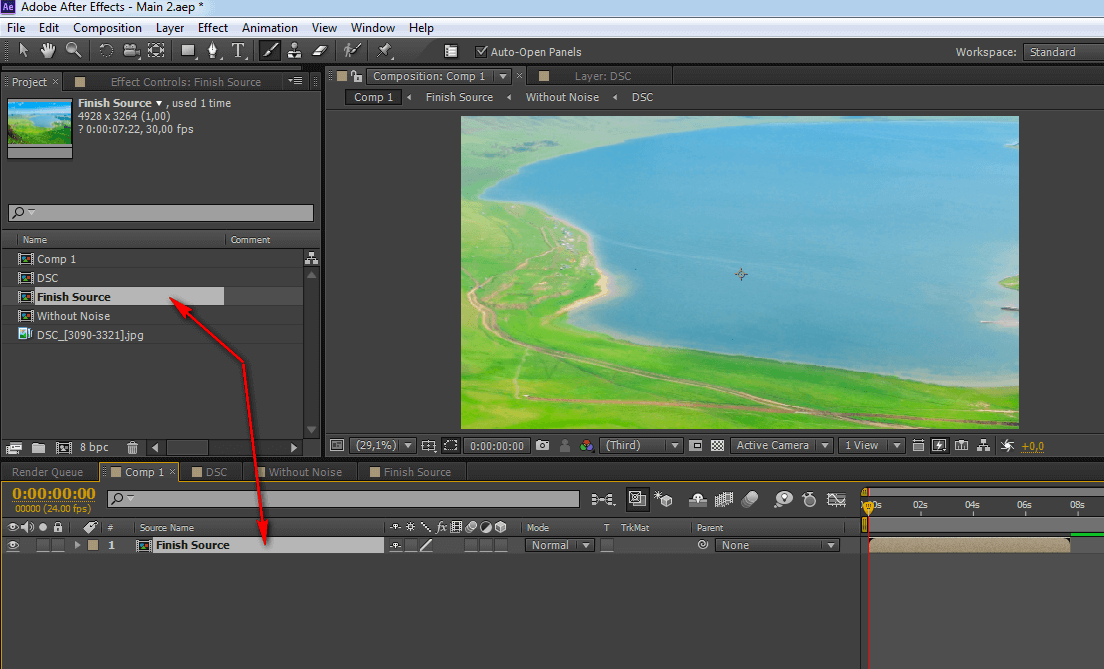 Ae Adobe After Effects - Main 2.aep *
File Edit Composition Layer Effect Animation View Window Help
T Auto-Open Panels Workspace: Standard
Project × Effect Controls: Finish Source
Composition: Comp 1 × Layer: DSC
Comp 1 Finish Source Without Noise DSC
Finish Source ▼, used 1 time
4928 x 3264 (1,00)
? 0:00:07:22, 30,00 fps
Name Comment
Comp 1
DSC
Finish Source
Without Noise
DSC_[3090-3321].jpg
8 bpc
(29,1%) 0:00:00:00 (Third) Active Camera 1 View +0,0
Render Queue Comp 1 × DSC Without Noise Finish Source
0:00:00:00
00000 (24.00 fps)
02s 04s 06s 08s
# Source Name fx Mode T TrkMat Parent
1 Finish Source Normal None